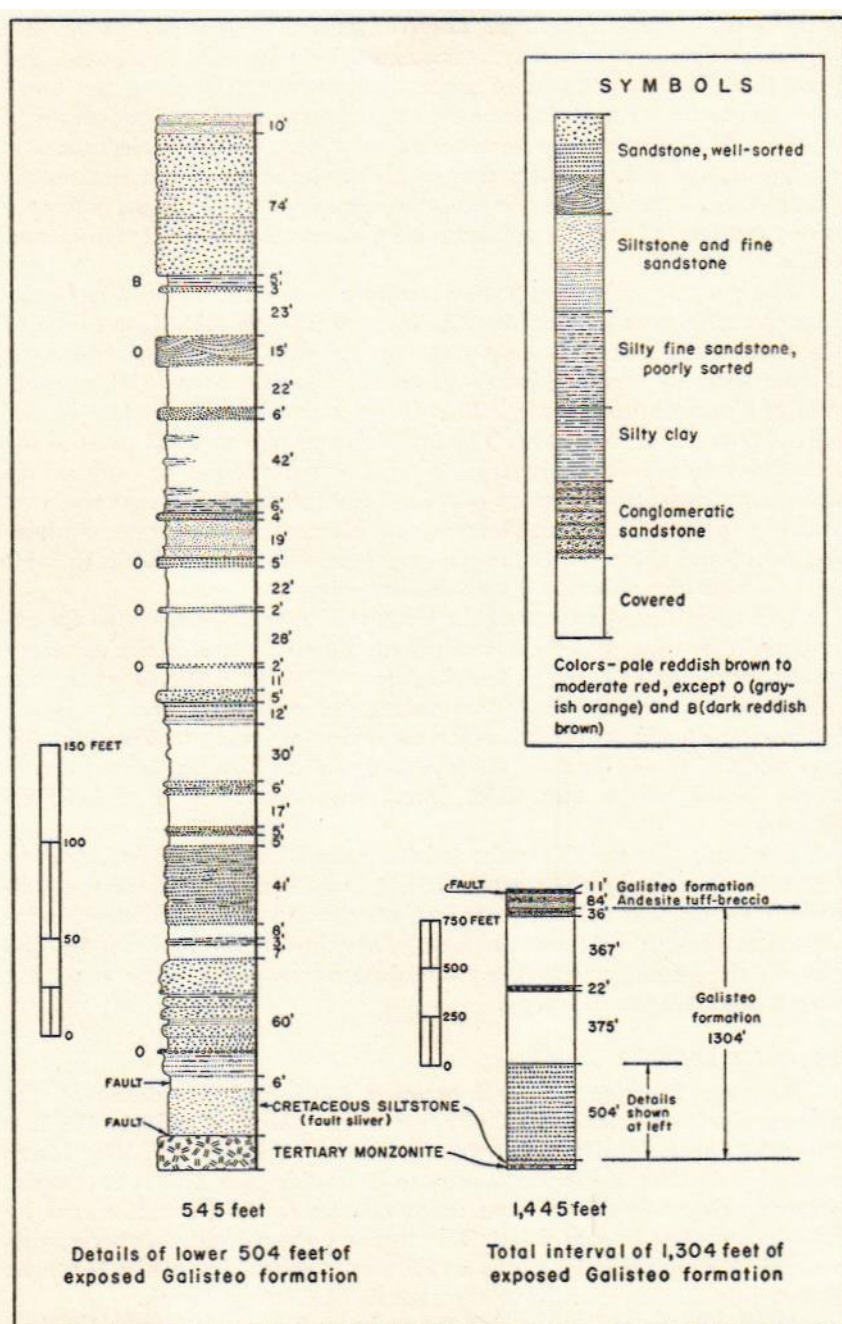 10'
74'
B
5'
3'
23'
O
15'
22'
6'
42'
6'
4'
19'
O
5'
22'
O
2'
28'
O
2'
11'
5'
12'
30'
6'
17'
5'
5'
41'
8'
3'
7'
60'
O
6'
FAULT
FAULT
150 FEET
100
50
0
CRETACEOUS SILTSTONE
(fault sliver)
TERTIARY MONZONITE
545 feet
Details of lower 504 feet of
exposed Galisteo formation
SYMBOLS
Sandstone, well-sorted
Siltstone and fine
sandstone
Silty fine sandstone,
poorly sorted
Silty clay
Conglomeratic
sandstone
Covered
Colors-pale reddish brown to
moderate red, except O (gray-
ish orange) and B (dark reddish
brown)
FAULT
11' Galisteo formation
84' Andesite tuff-breccia
36'
750 FEET
500
250
0
367'
22'
375'
504'
Galisteo
formation
1304'
Details
shown
at left
1,445 feet
Total interval of 1,304 feet of
exposed Galisteo formation